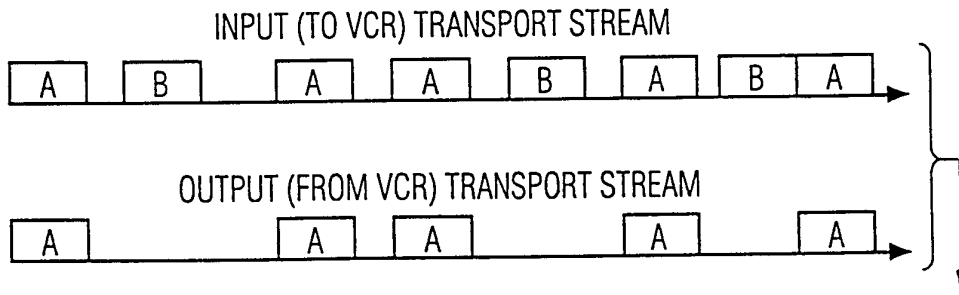 INPUT (TO VCR) TRANSPORT STREAM
A B A A B A B A
OUTPUT (FROM VCR) TRANSPORT STREAM
A A A A A